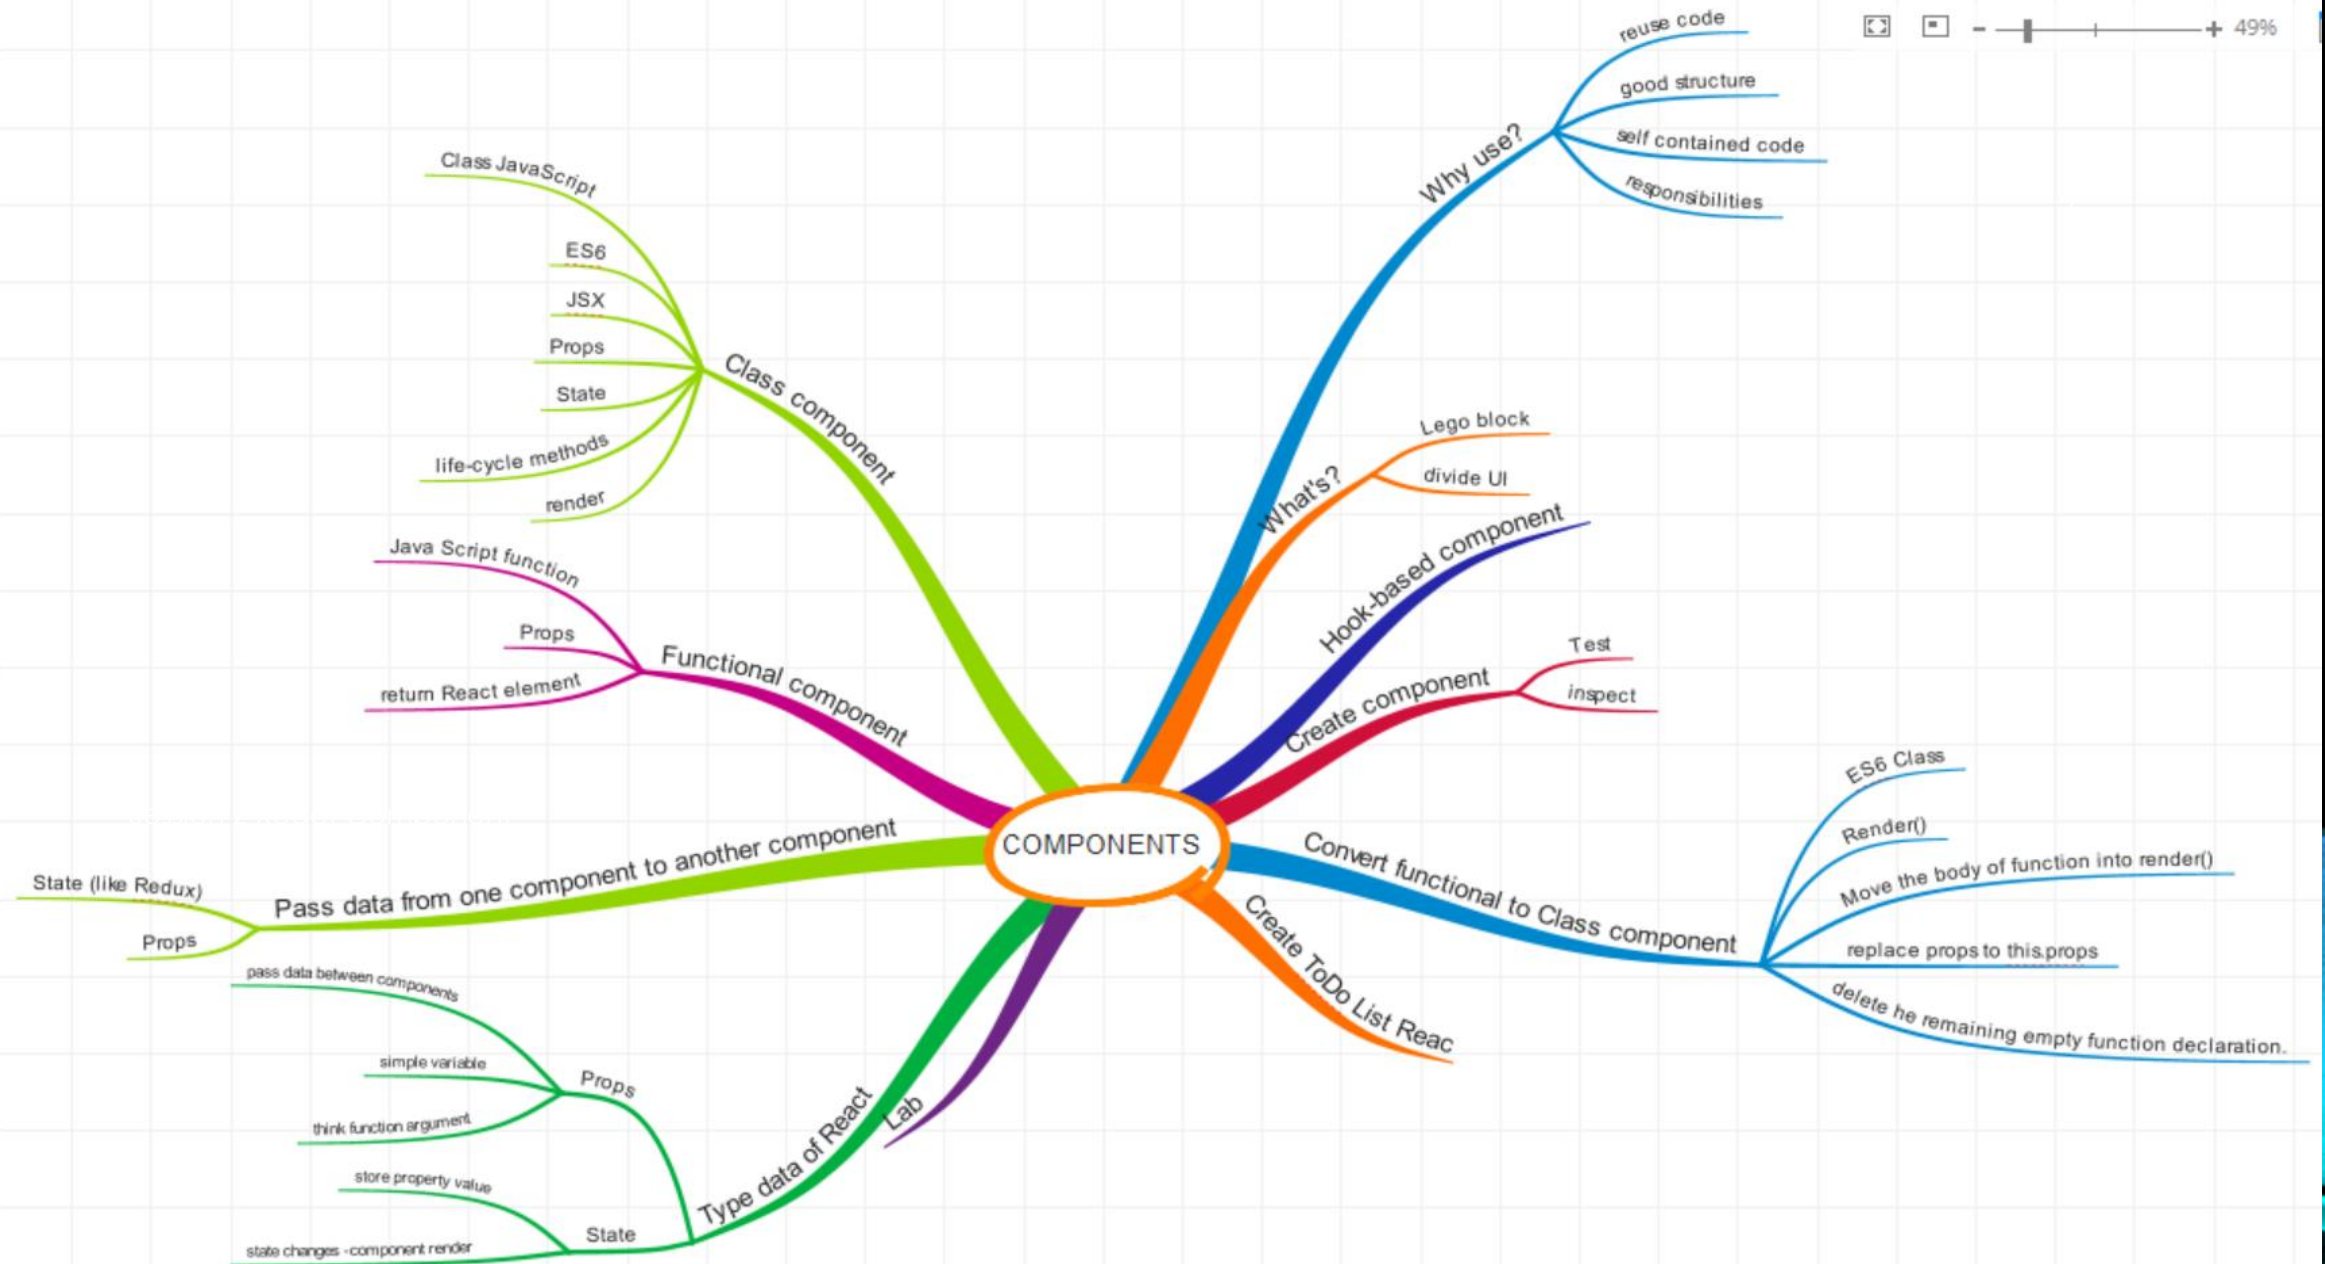 49%
COMPONENTS
Why use?
reuse code
good structure
self contained code
responsibilities
What's?
Lego block
divide UI
Hook-based component
Create component
Test
inspect
Convert functional to Class component
ES6 Class
Render()
Move the body of function into render()
replace props to this.props
delete he remaining empty function declaration.
Create ToDo List Reac
Lab
Type data of React
Props
pass data between components
simple variable
think function argument
State
store property value
state changes -component render
Pass data from one component to another component
State (like Redux)
Props
Functional component
Java Script function
Props
return React element
Class component
Class JavaScript
ES6
JSX
Props
State
life-cycle methods
render